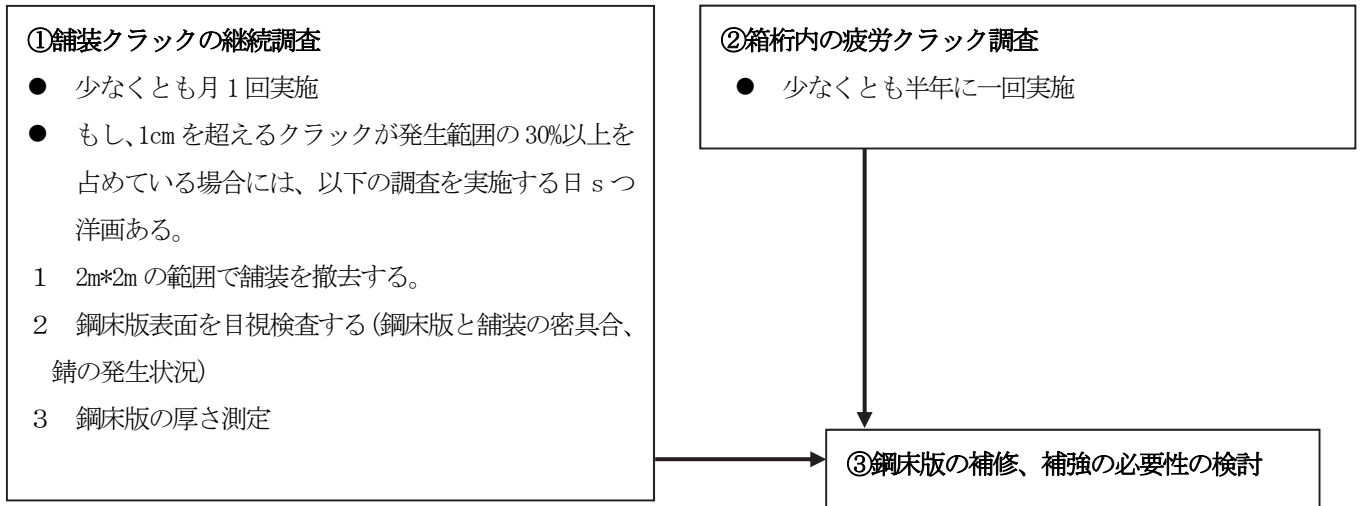 ①舗装クラックの継続調査
● 少なくとも月1回実施
● もし、1cmを超えるクラックが発生範囲の30%以上を
占めている場合には、以下の調査を実施する日ｓつ
洋画ある。
１ 2m*2mの範囲で舗装を撤去する。
２ 鋼床版表面を目視検査する(鋼床版と舗装の密具合、
錆の発生状況)
３ 鋼床版の厚さ測定
②箱桁内の疲労クラック調査
● 少なくとも半年に一回実施
③鋼床版の補修、補強の必要性の検討